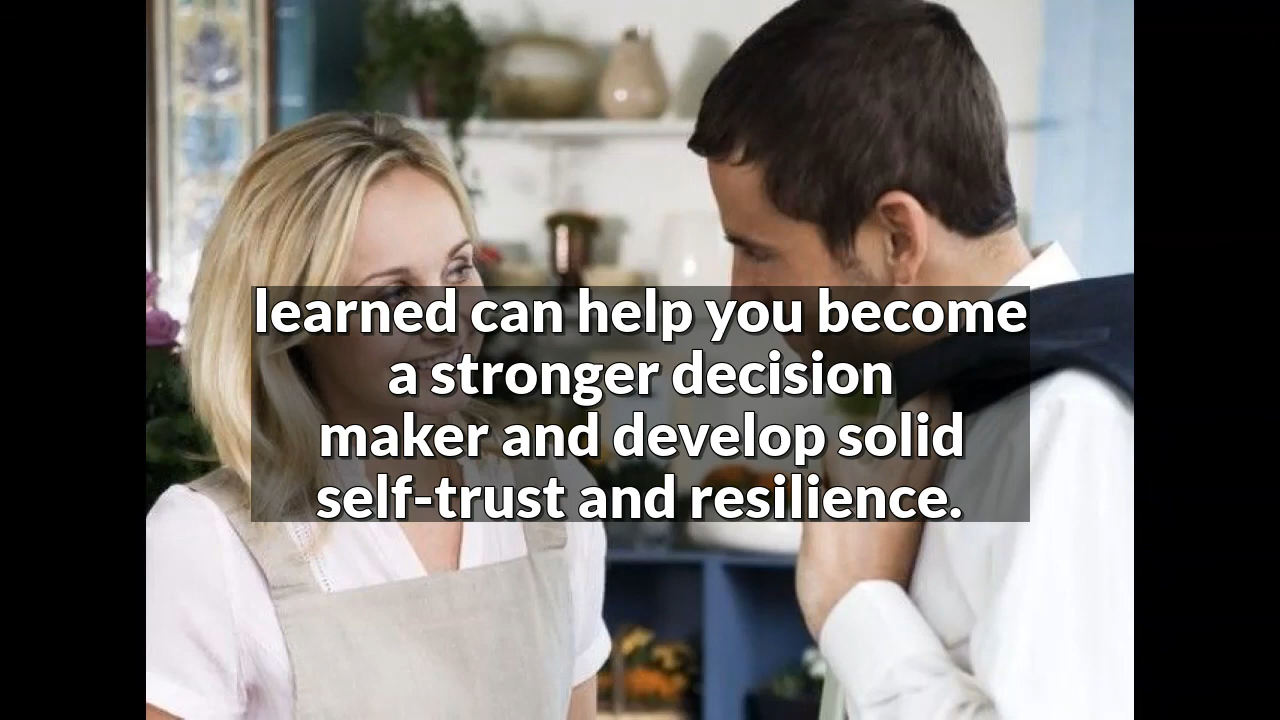 learned can help you become
a stronger decision
maker and develop solid
self-trust and resilience.